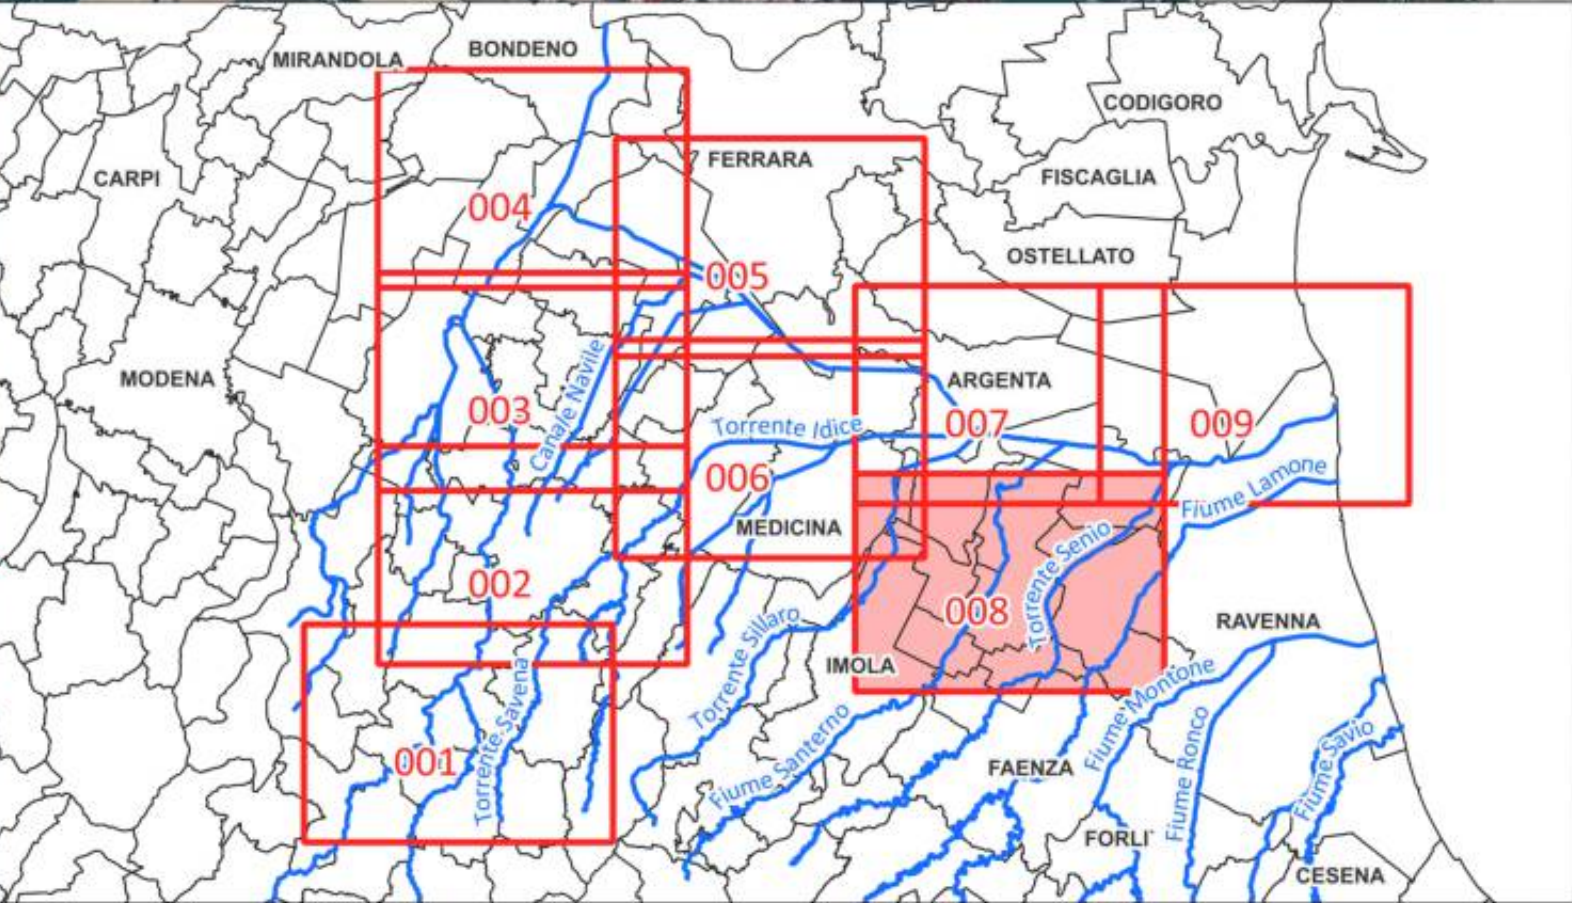 BONDENO
MIRANDOLA
CODIGORO
FERRARA
CARPI
FISCAGLIA
004
OSTELLATO
005
MODENA
ARGENTA
003
Canale Navile
Torrente Idice
007
009
006
Fiume Lamone
MEDICINA
002
Torrente Senio
008
RAVENNA
Torrente Sillaro
IMOLA
Fiume Montone
Torrente Savena
001
Fiume Santerno
FAENZA
Fiume Ronco
Fiume Savio
FORLI'
CESENA